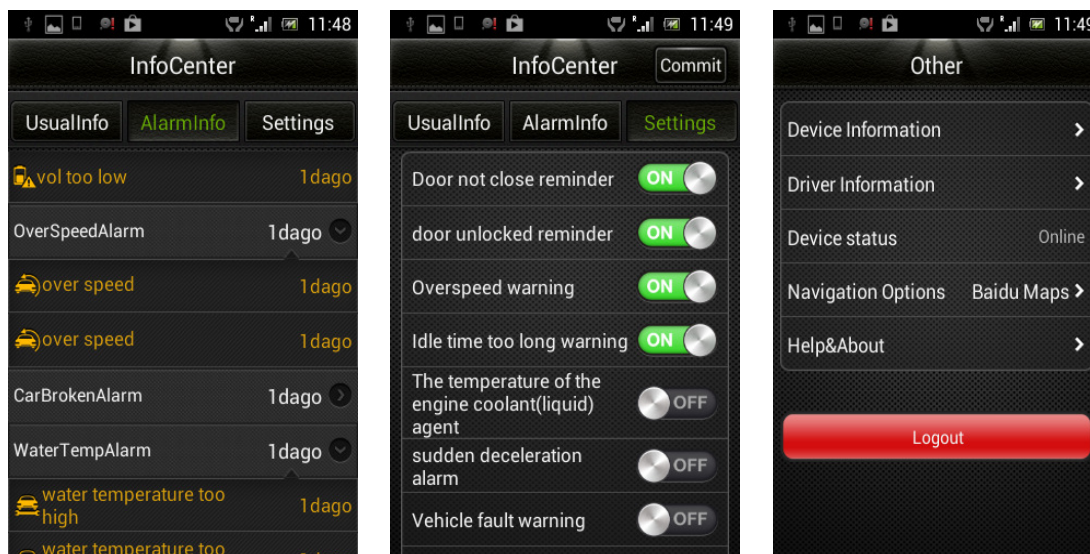 11:48
InfoCenter
UsualInfo AlarmInfo Settings
vol too low 1dago
OverSpeedAlarm 1dago
over speed 1dago
over speed 1dago
CarBrokenAlarm 1dago
WaterTempAlarm 1dago
water temperature too
high 1dago
water temperature too
11:49
InfoCenter Commit
UsualInfo AlarmInfo Settings
Door not close reminder ON
door unlocked reminder ON
Overspeed warning ON
Idle time too long warning ON
The temperature of the
engine coolant(liquid) OFF
agent
sudden deceleration
alarm OFF
Vehicle fault warning OFF
11:49
Other
Device Information
Driver Information
Device status Online
Navigation Options Baidu Maps
Help&About
Logout